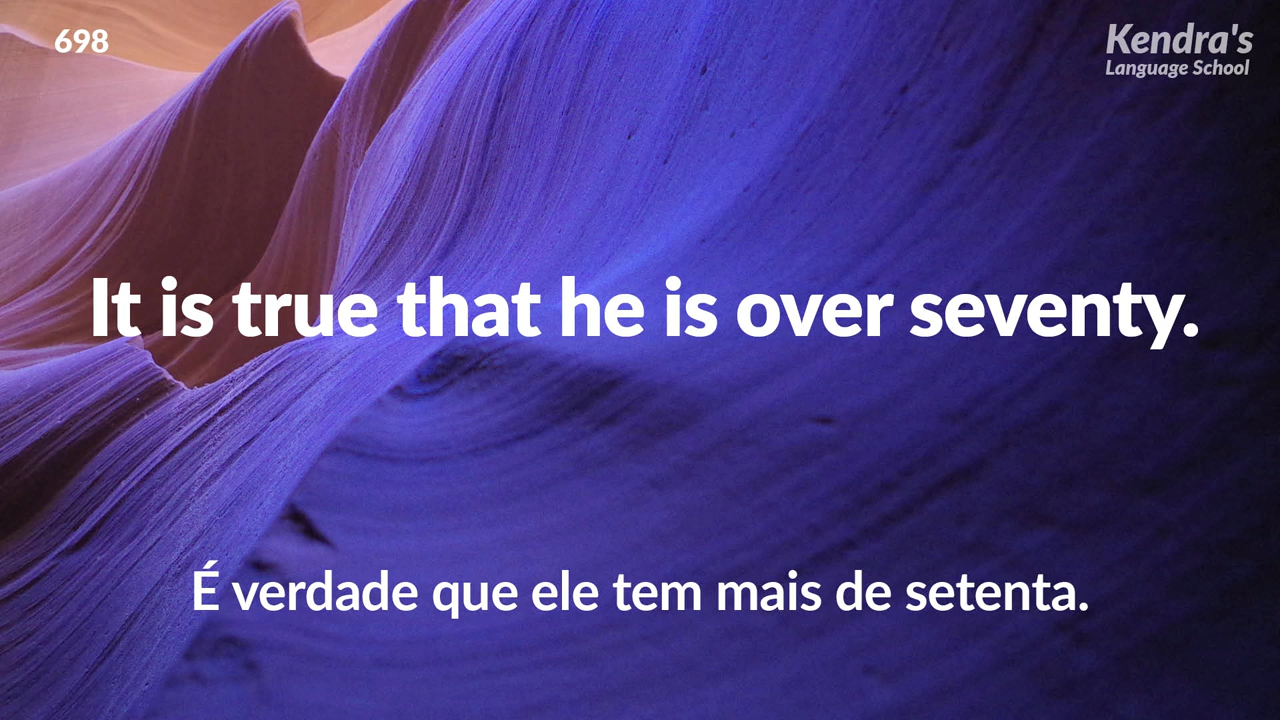 698
Kendra's
Language School
It is true that he is over seventy.
É verdade que ele tem mais de setenta.